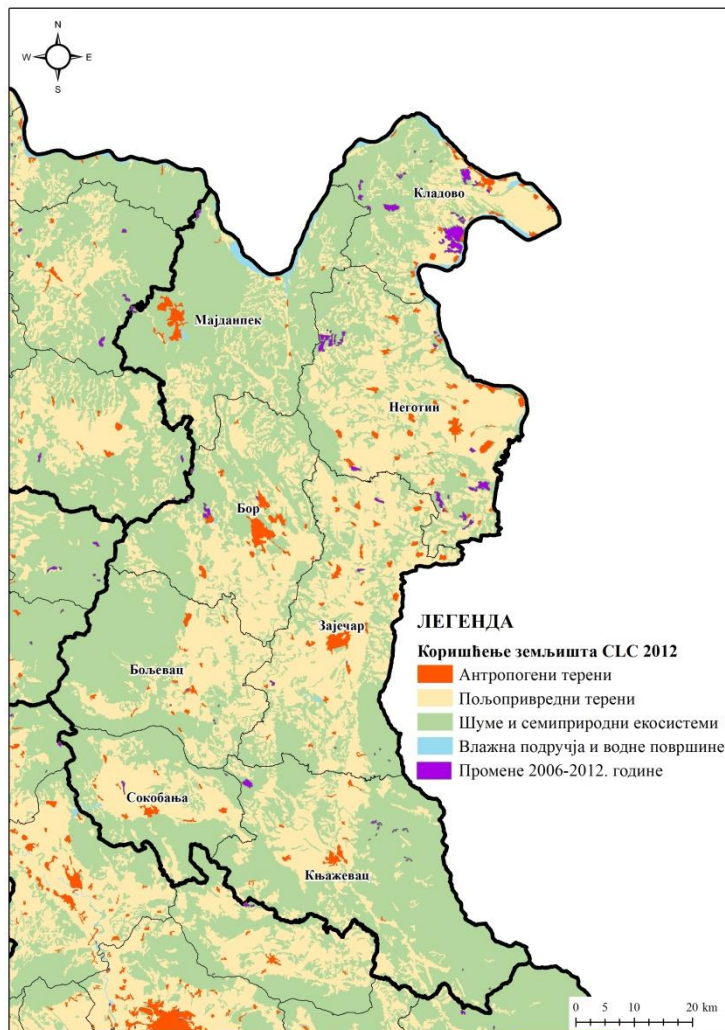 N
W E
S
Кладово
Мајданпек
Неготин
Бор
Зајечар
Бољевац
Сокобања
Књажевац
ЛЕГЕНДА
Коришћење земљишта CLC 2012
Антропогени терени
Пољопривредни терени
Шуме и семиприродни екосистеми
Влажна подручја и водне површине
Промене 2006-2012. године
0 5 10 20 km